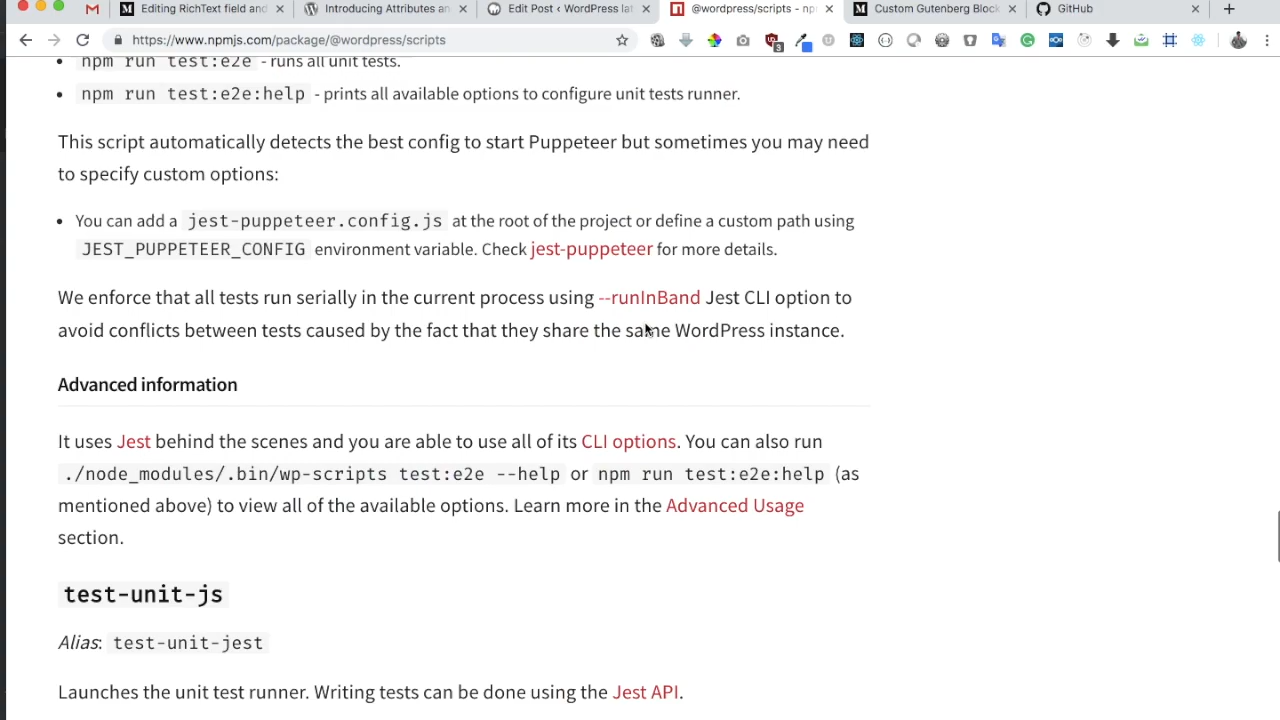 Editing RichText field and
Introducing Attributes an
Edit Post ‹ WordPress lat
@wordpress/scripts - npm
Custom Gutenberg Block
GitHub
https://www.npmjs.com/package/@wordpress/scripts
npm run test:e2e - runs all unit tests.
npm run test:e2e:help - prints all available options to configure unit tests runner.
This script automatically detects the best config to start Puppeteer but sometimes you may need
to specify custom options:
You can add a jest-puppeteer.config.js at the root of the project or define a custom path using
JEST_PUPPETEER_CONFIG environment variable. Check jest-puppeteer for more details.
We enforce that all tests run serially in the current process using --runInBand Jest CLI option to
avoid conflicts between tests caused by the fact that they share the same WordPress instance.
Advanced information
It uses Jest behind the scenes and you are able to use all of its CLI options. You can also run
./node_modules/.bin/wp-scripts test:e2e --help or npm run test:e2e:help (as
mentioned above) to view all of the available options. Learn more in the Advanced Usage
section.
test-unit-js
Alias: test-unit-jest
Launches the unit test runner. Writing tests can be done using the Jest API.